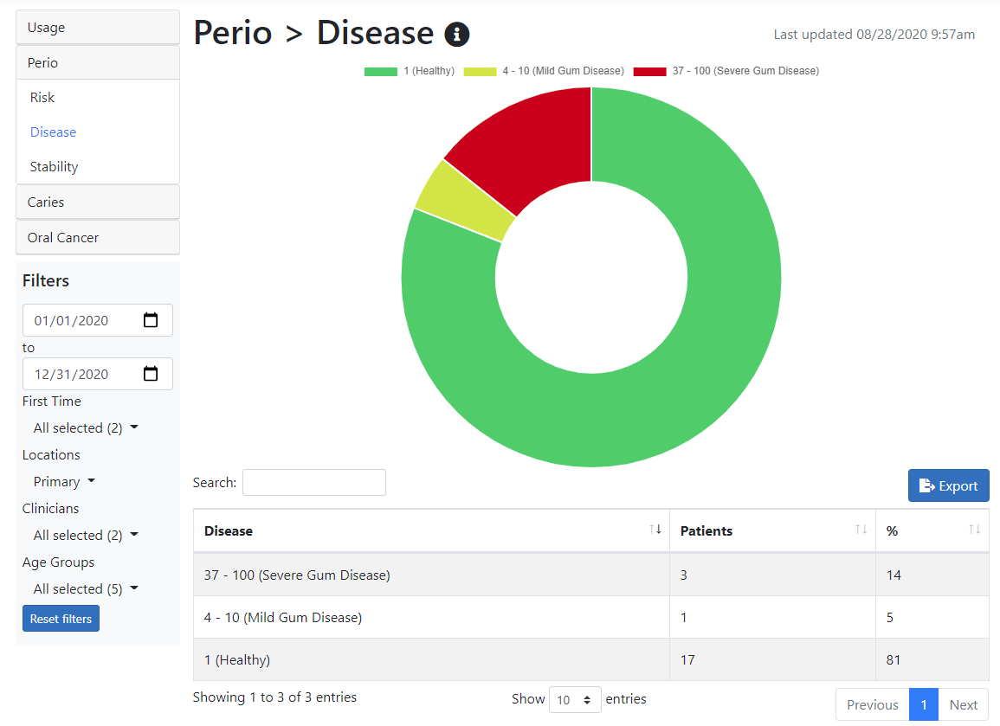 Usage
Perio
Risk
Disease
Stability
Caries
Oral Cancer
Filters
01/01/2020
to
12/31/2020
First Time
All selected (2)
Locations
Primary
Clinicians
All selected (2)
Age Groups
All selected (5)
Reset filters
Perio > Disease
Last updated 08/28/2020 9:57am
1 (Healthy) 4 - 10 (Mild Gum Disease) 37 - 100 (Severe Gum Disease)
Search:
Export
Disease Patients %
37 - 100 (Severe Gum Disease) 3 14
4 - 10 (Mild Gum Disease) 1 5
1 (Healthy) 17 81
Showing 1 to 3 of 3 entries Show 10 entries Previous 1 Next